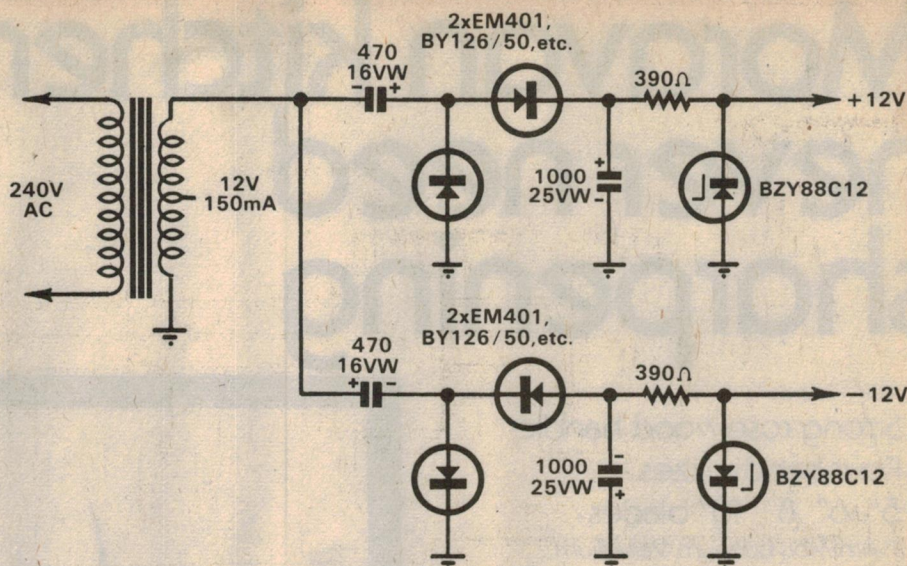 2xEM401,
BY126/50,etc.
470
16VW
- +
390Ω
+12V
240V
AC
12V
150mA
1000
25VW
+
-
BZY88C12
2xEM401,
BY126/50,etc.
470
16VW
+ -
390Ω
-12V
1000
25VW
-
+
BZY88C12